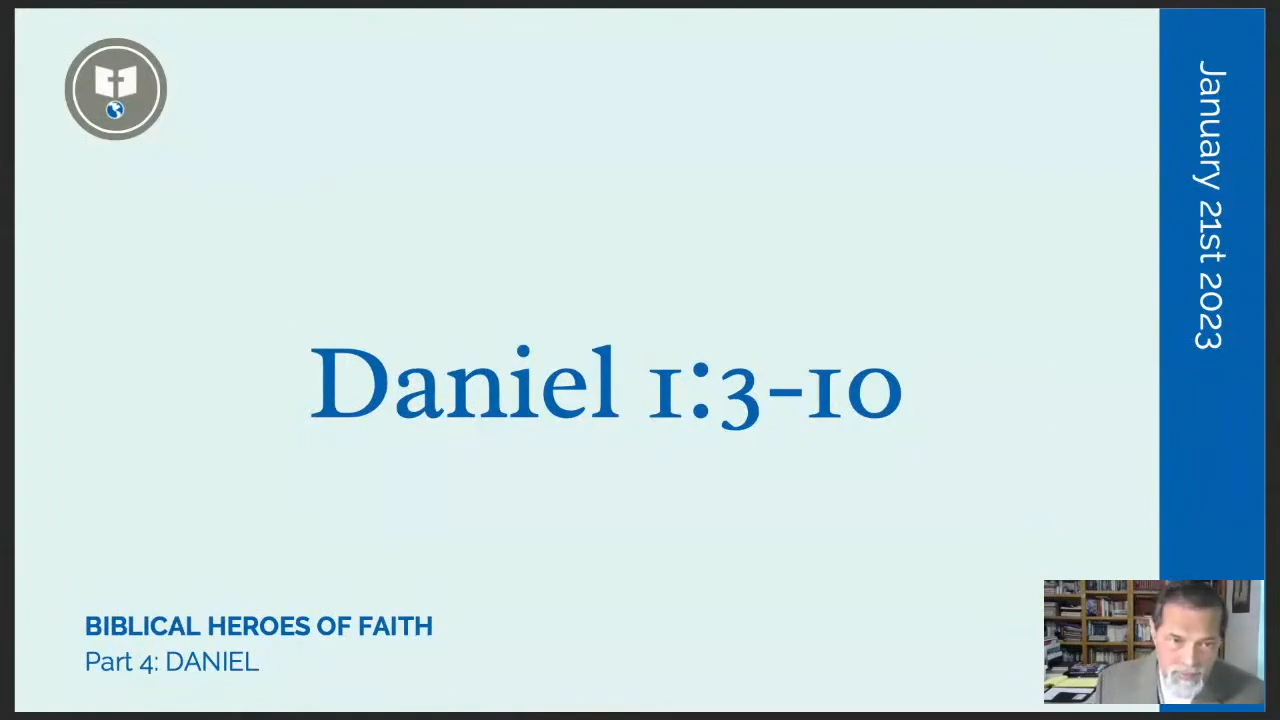 January 21st 2023
Daniel 1:3-10
BIBLICAL HEROES OF FAITH
Part 4: DANIEL